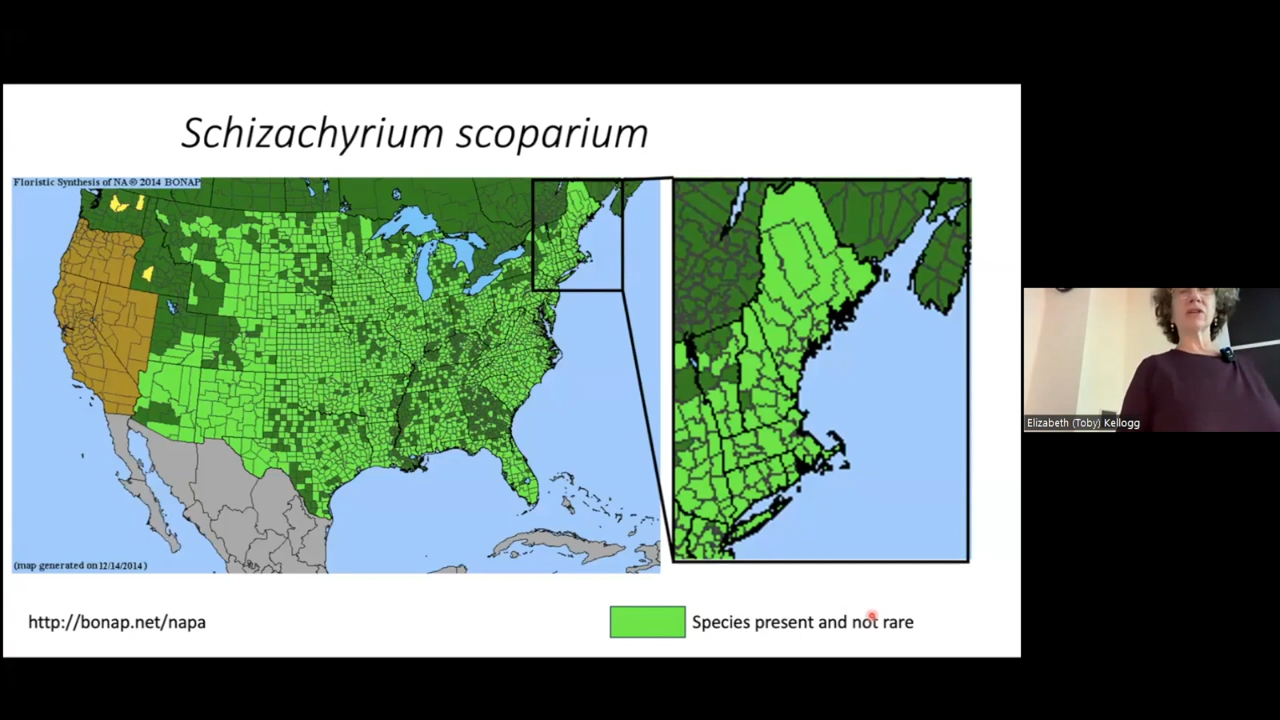 Schizachyrium scoparium
Floristic Synthesis of NA © 2014 BONAP
(map generated on 12/14/2014)
http://bonap.net/napa
Species present and not rare
Elizabeth (Toby) Kellogg